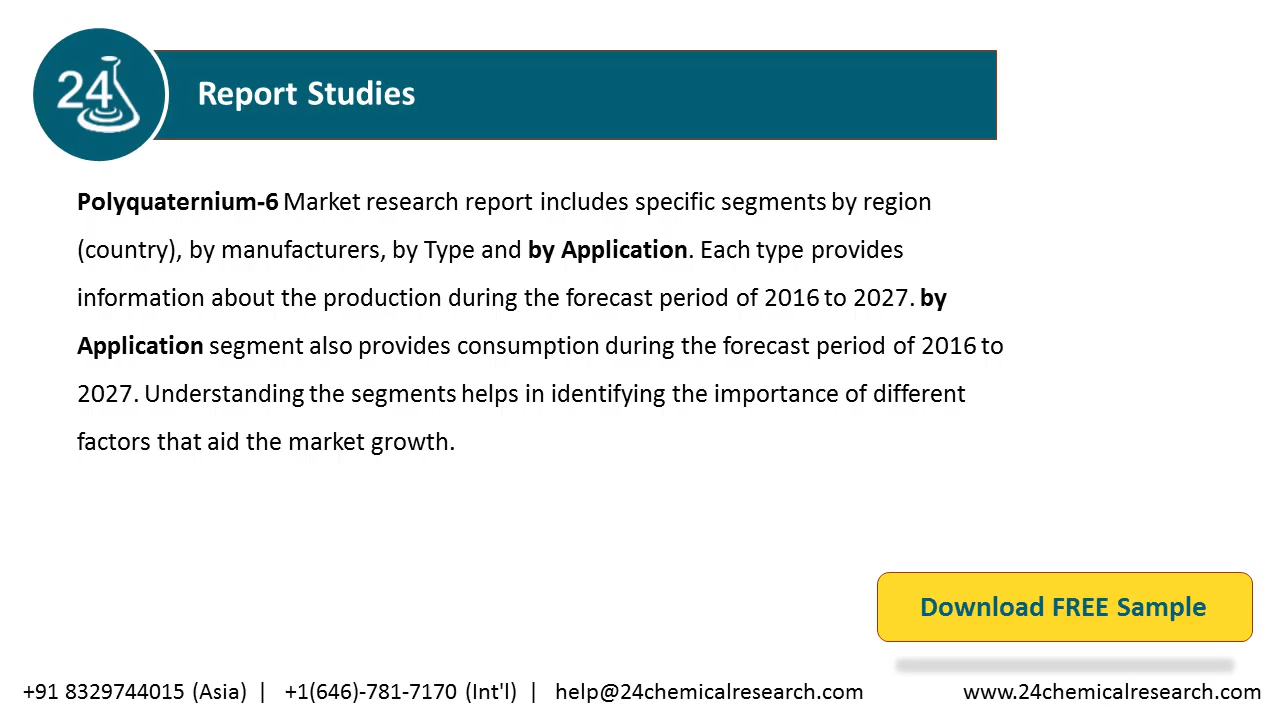 24
Report Studies
Polyquaternium-6 Market research report includes specific segments by region
(country), by manufacturers, by Type and by Application. Each type provides
information about the production during the forecast period of 2016 to 2027. by
Application segment also provides consumption during the forecast period of 2016 to
2027. Understanding the segments helps in identifying the importance of different
factors that aid the market growth.
Download FREE Sample
+91 8329744015 (Asia) | +1(646)-781-7170 (Int'l) | help@24chemicalresearch.com www.24chemicalresearch.com